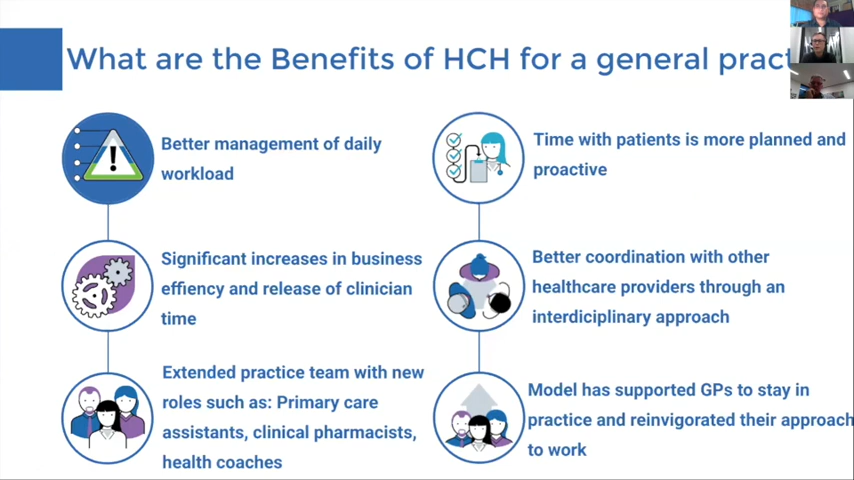 What are the Benefits of HCH for a general pract
Better management of daily
workload
Significant increases in business
effiency and release of clinician
time
Extended practice team with new
roles such as: Primary care
assistants, clinical pharmacists,
health coaches
Time with patients is more planned and
proactive
Better coordination with other
healthcare providers through an
interdiciplinary approach
Model has supported GPs to stay in
practice and reinvigorated their approach
to work